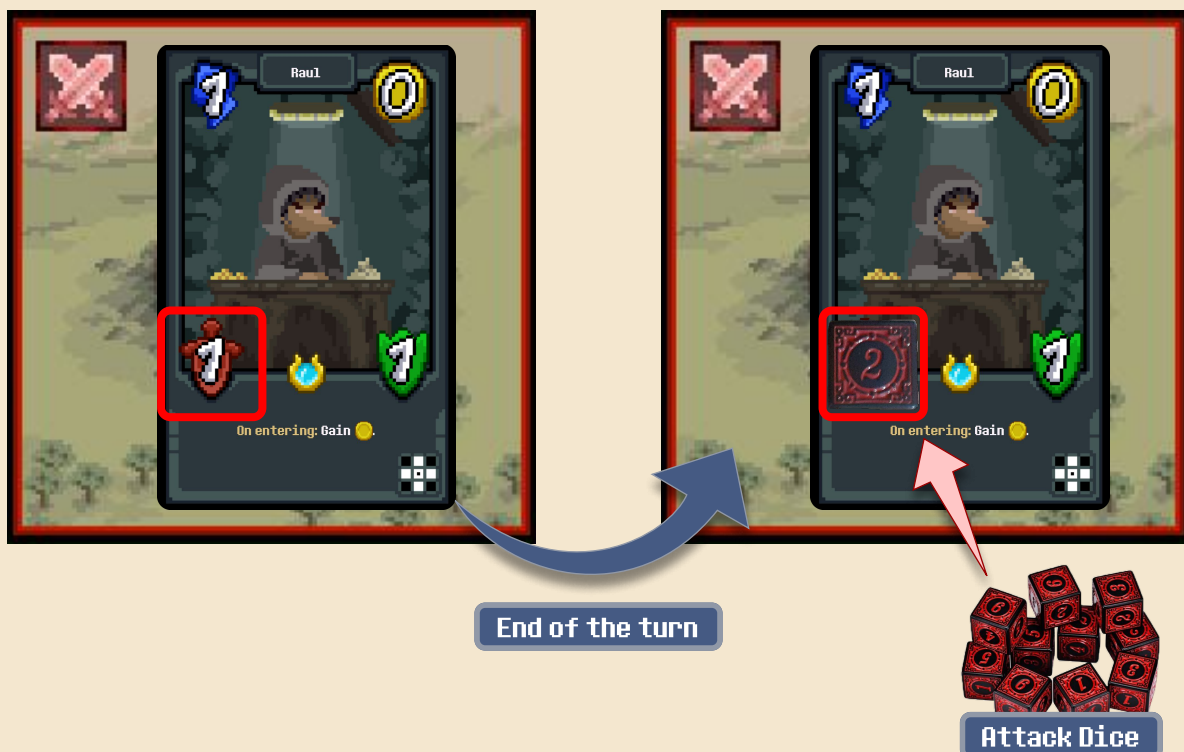 Raul
1
0
1
1
On entering: Gain .
Raul
1
0
2
1
On entering: Gain .
End of the turn
Attack Dice